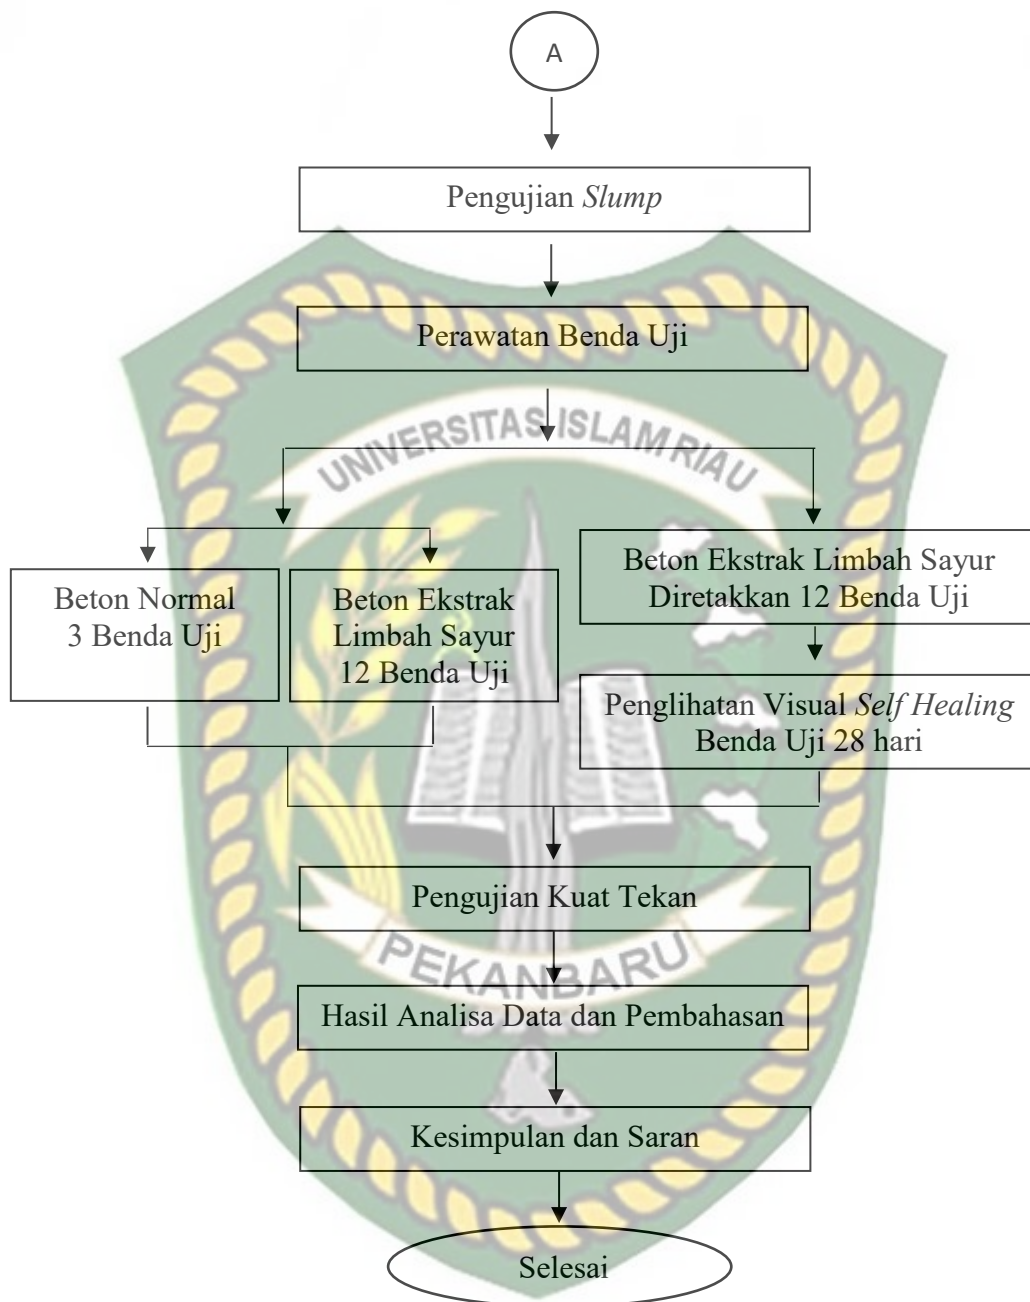 A
Pengujian Slump
Perawatan Benda Uji
UNIVERSITAS ISLAM RIAU
Beton Normal
3 Benda Uji
Beton Ekstrak
Limbah Sayur
12 Benda Uji
Beton Ekstrak Limbah Sayur
Diretakkan 12 Benda Uji
Penglihatan Visual Self Healing
Benda Uji 28 hari
Pengujian Kuat Tekan
PEKANBARU
Hasil Analisa Data dan Pembahasan
Kesimpulan dan Saran
Selesai